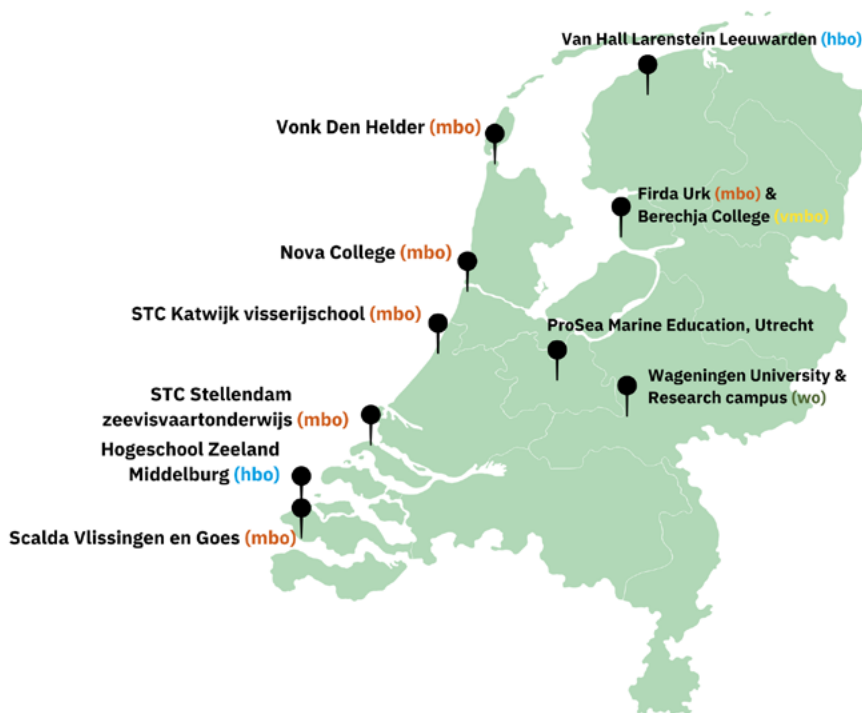 Van Hall Larenstein Leeuwarden (hbo)
Vonk Den Helder (mbo)
Firda Urk (mbo) &
Berechja College (vmbo)
Nova College (mbo)
STC Katwijk visserijschool (mbo)
ProSea Marine Education, Utrecht
Wageningen University &
Research campus (wo)
STC Stellendam
zeevisvaartonderwijs (mbo)
Hogeschool Zeeland
Middelburg (hbo)
Scalda Vlissingen en Goes (mbo)